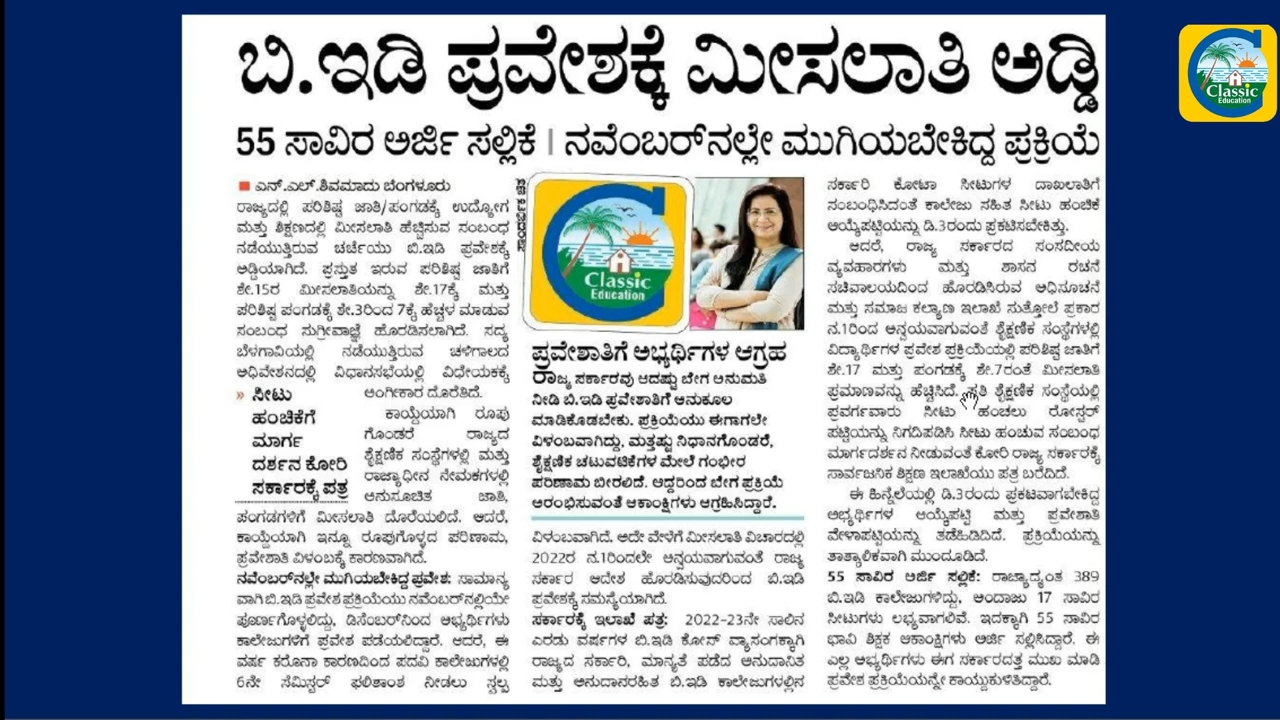 ಬಿ.ಇಡಿ ಪ್ರವೇಶಕ್ಕೆ ಮೀಸಲಾತಿ ಅಡ್ಡಿ
55 ಸಾವಿರ ಅರ್ಜಿ ಸಲ್ಲಿಕೆ | ನವೆಂಬರ್‌ನಲ್ಲೇ ಮುಗಿಯಬೇಕಿದ್ದ ಪ್ರಕ್ರಿಯೆ
ಎನ್.ಎಲ್.ಶಿವಮಾದು ಬೆಂಗಳೂರು
ರಾಜ್ಯದಲ್ಲಿ ಪರಿಶಿಷ್ಟ ಜಾತಿ/ಪಂಗಡಕ್ಕೆ ಉದ್ಯೋಗ
ಮತ್ತು ಶಿಕ್ಷಣದಲ್ಲಿ ಮೀಸಲಾತಿ ಹೆಚ್ಚಿಸುವ ಸಂಬಂಧ
ನಡೆಯುತ್ತಿರುವ ಚರ್ಚೆಯು ಬಿ.ಇಡಿ ಪ್ರವೇಶಕ್ಕೆ
ಅಡ್ಡಿಯಾಗಿದೆ. ಪ್ರಸ್ತುತ ಇರುವ ಪರಿಶಿಷ್ಟ ಜಾತಿಗೆ
ಶೇ.15ರ ಮೀಸಲಾತಿಯನ್ನು ಶೇ.17ಕ್ಕೆ ಮತ್ತು
ಪರಿಶಿಷ್ಟ ಪಂಗಡಕ್ಕೆ ಶೇ.3ರಿಂದ 7ಕ್ಕೆ ಹೆಚ್ಚಳ ಮಾಡುವ
ಸಂಬಂಧ ಸುಗ್ರೀವಾಜ್ಞೆ ಹೊರಡಿಸಲಾಗಿದೆ. ಸದ್ಯ
ಬೆಳಗಾವಿಯಲ್ಲಿ ನಡೆಯುತ್ತಿರುವ ಚಳಿಗಾಲದ
ಅಧಿವೇಶನದಲ್ಲಿ ವಿಧಾನಸಭೆಯಲ್ಲಿ ವಿಧೇಯಕಕ್ಕೆ
ಅಂಗೀಕಾರ ದೊರೆತಿದೆ.
» ಸೀಟು
ಹಂಚಿಕೆಗೆ
ಮಾರ್ಗ
ದರ್ಶನ ಕೋರಿ
ಸರ್ಕಾರಕ್ಕೆ ಪತ್ರ
ಕಾಯ್ದೆಯಾಗಿ ರೂಪು
ಗೊಂಡರೆ ರಾಜ್ಯದ
ಶೈಕ್ಷಣಿಕ ಸಂಸ್ಥೆಗಳಲ್ಲಿ ಮತ್ತು
ರಾಜ್ಯಾಧೀನ ನೇಮಕಗಳಲ್ಲಿ
ಅನುಸೂಚಿತ ಜಾತಿ,
ಪಂಗಡಗಳಿಗೆ ಮೀಸಲಾತಿ ದೊರೆಯಲಿದೆ. ಆದರೆ,
ಕಾಯ್ದೆಯಾಗಿ ಇನ್ನೂ ರೂಪುಗೊಳ್ಳದ ಪರಿಣಾಮ,
ಪ್ರವೇಶಾತಿ ವಿಳಂಬಕ್ಕೆ ಕಾರಣವಾಗಿದೆ.
ನವೆಂಬರ್‌ನಲ್ಲೇ ಮುಗಿಯಬೇಕಿದ್ದ ಪ್ರವೇಶ: ಸಾಮಾನ್ಯ
ವಾಗಿ ಬಿ.ಇಡಿ ಪ್ರವೇಶ ಪ್ರಕ್ರಿಯೆಯು ನವೆಂಬರ್‌ನಲ್ಲಿಯೇ
ಪೂರ್ಣಗೊಳ್ಳಲಿದ್ದು, ಡಿಸೆಂಬರ್‌ನಿಂದ ಅಭ್ಯರ್ಥಿಗಳು
ಕಾಲೇಜುಗಳಿಗೆ ಪ್ರವೇಶ ಪಡೆಯಲಿದ್ದಾರೆ. ಆದರೆ, ಈ
ವರ್ಷ ಕರೊನಾ ಕಾರಣದಿಂದ ಪದವಿ ಕಾಲೇಜುಗಳಲ್ಲಿ
6ನೇ ಸೆಮಿಸ್ಟರ್ ಫಲಿತಾಂಶ ನೀಡಲು ಸ್ವಲ್ಪ
Classic
Education
ಪ್ರವೇಶಾತಿಗೆ ಅಭ್ಯರ್ಥಿಗಳ ಆಗ್ರಹ
ರಾಜ್ಯ ಸರ್ಕಾರವು ಆದಷ್ಟು ಬೇಗ ಅನುಮತಿ
ನೀಡಿ ಬಿ.ಇಡಿ ಪ್ರವೇಶಾತಿಗೆ ಅನುಕೂಲ
ಮಾಡಿಕೊಡಬೇಕು. ಪ್ರಕ್ರಿಯೆಯು ಈಗಾಗಲೇ
ವಿಳಂಬವಾಗಿದ್ದು, ಮತ್ತಷ್ಟು ನಿಧಾನಗೊಂಡರೆ,
ಶೈಕ್ಷಣಿಕ ಚಟುವಟಿಕೆಗಳ ಮೇಲೆ ಗಂಭೀರ
ಪರಿಣಾಮ ಬೀರಲಿದೆ. ಆದ್ದರಿಂದ ಬೇಗ ಪ್ರಕ್ರಿಯೆ
ಆರಂಭಿಸುವಂತೆ ಆಕಾಂಕ್ಷಿಗಳು ಆಗ್ರಹಿಸಿದ್ದಾರೆ.
ವಿಳಂಬವಾಗಿದೆ. ಅದೇ ವೇಳೆಗೆ ಮೀಸಲಾತಿ ವಿಚಾರದಲ್ಲಿ
2022ರ ನ.1ರಿಂದಲೇ ಅನ್ವಯವಾಗುವಂತೆ ರಾಜ್ಯ
ಸರ್ಕಾರ ಆದೇಶ ಹೊರಡಿಸುವುದರಿಂದ ಬಿ.ಇಡಿ
ಪ್ರವೇಶಕ್ಕೆ ಸಮಸ್ಯೆಯಾಗಿದೆ.
ಸರ್ಕಾರಕ್ಕೆ ಇಲಾಖೆ ಪತ್ರ: 2022-23ನೇ ಸಾಲಿನ
ಎರಡು ವರ್ಷಗಳ ಬಿ.ಇಡಿ ಕೋರ್ಸ್ ವ್ಯಾಸಂಗಕ್ಕಾಗಿ
ರಾಜ್ಯದ ಸರ್ಕಾರಿ, ಮಾನ್ಯತೆ ಪಡೆದ ಅನುದಾನಿತ
ಮತ್ತು ಅನುದಾನರಹಿತ ಬಿ.ಇಡಿ ಕಾಲೇಜುಗಳಲ್ಲಿನ
ಸರ್ಕಾರಿ ಕೋಟಾ ಸೀಟುಗಳ ದಾಖಲಾತಿಗೆ
ಸಂಬಂಧಿಸಿದಂತೆ ಕಾಲೇಜು ಸಹಿತ ಸೀಟು ಹಂಚಿಕೆ
ಆಯ್ಕೆಪಟ್ಟಿಯನ್ನು ಡಿ.3ರಂದು ಪ್ರಕಟಿಸಬೇಕಿತ್ತು.
ಆದರೆ, ರಾಜ್ಯ ಸರ್ಕಾರದ ಸಂಸದೀಯ
ವ್ಯವಹಾರಗಳು ಮತ್ತು ಶಾಸನ ರಚನೆ
ಸಚಿವಾಲಯದಿಂದ ಹೊರಡಿಸಿರುವ ಅಧಿಸೂಚನೆ
ಮತ್ತು ಸಮಾಜ ಕಲ್ಯಾಣ ಇಲಾಖೆ ಸುತ್ತೋಲೆ ಪ್ರಕಾರ
ನ.1ರಿಂದ ಅನ್ವಯವಾಗುವಂತೆ ಶೈಕ್ಷಣಿಕ ಸಂಸ್ಥೆಗಳಲ್ಲಿ
ವಿದ್ಯಾರ್ಥಿಗಳ ಪ್ರವೇಶ ಪ್ರಕ್ರಿಯೆಯಲ್ಲಿ ಪರಿಶಿಷ್ಟ ಜಾತಿಗೆ
ಶೇ.17 ಮತ್ತು ಪಂಗಡಕ್ಕೆ ಶೇ.7ರಂತೆ ಮೀಸಲಾತಿ
ಪ್ರಮಾಣವನ್ನು ಹೆಚ್ಚಿಸಿದೆ. ಪ್ರತಿ ಶೈಕ್ಷಣಿಕ ಸಂಸ್ಥೆಯಲ್ಲಿ
ಪ್ರವರ್ಗವಾರು ಸೀಟು ಹಂಚಲು ರೋಸ್ಟರ್
ಪಟ್ಟಿಯನ್ನು ನಿಗದಿಪಡಿಸಿ ಸೀಟು ಹಂಚುವ ಸಂಬಂಧ
ಮಾರ್ಗದರ್ಶನ ನೀಡುವಂತೆ ಕೋರಿ ರಾಜ್ಯ ಸರ್ಕಾರಕ್ಕೆ
ಸಾರ್ವಜನಿಕ ಶಿಕ್ಷಣ ಇಲಾಖೆಯು ಪತ್ರ ಬರೆದಿದೆ.
ಈ ಹಿನ್ನೆಲೆಯಲ್ಲಿ ಡಿ.3ರಂದು ಪ್ರಕಟವಾಗಬೇಕಿದ್ದ
ಅಭ್ಯರ್ಥಿಗಳ ಆಯ್ಕೆಪಟ್ಟಿ ಮತ್ತು ಪ್ರವೇಶಾತಿ
ವೇಳಾಪಟ್ಟಿಯನ್ನು ತಡೆಹಿಡಿದಿದೆ. ಪ್ರಕ್ರಿಯೆಯನ್ನು
ತಾತ್ಕಾಲಿಕವಾಗಿ ಮುಂದೂಡಿದೆ.
55 ಸಾವಿರ ಅರ್ಜಿ ಸಲ್ಲಿಕೆ: ರಾಜ್ಯಾದ್ಯಂತ 389
ಬಿ.ಇಡಿ ಕಾಲೇಜುಗಳಿದ್ದು, ಅಂದಾಜು 17 ಸಾವಿರ
ಸೀಟುಗಳು ಲಭ್ಯವಾಗಲಿವೆ. ಇದಕ್ಕಾಗಿ 55 ಸಾವಿರ
ಭಾವಿ ಶಿಕ್ಷಕ ಆಕಾಂಕ್ಷಿಗಳು ಅರ್ಜಿ ಸಲ್ಲಿಸಿದ್ದಾರೆ. ಈ
ಎಲ್ಲ ಅಭ್ಯರ್ಥಿಗಳು ಈಗ ಸರ್ಕಾರದತ್ತ ಮುಖ ಮಾಡಿ
ಪ್ರವೇಶ ಪ್ರಕ್ರಿಯೆಯನ್ನೇ ಕಾಯ್ದುಕುಳಿತಿದ್ದಾರೆ.
Classic
Education